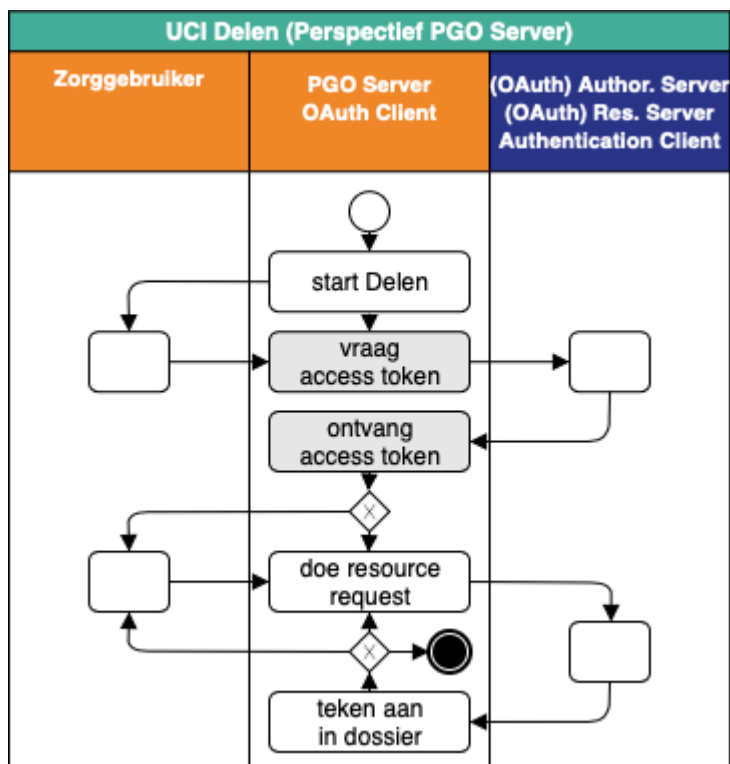 UCI Delen (Perspectief PGO Server)
Zorggebruiker
PGO Server
OAuth Client
(OAuth) Author. Server
(OAuth) Res. Server
Authentication Client
start Delen
vraag
access token
ontvang
access token
X
doe resource
request
X
teken aan
in dossier